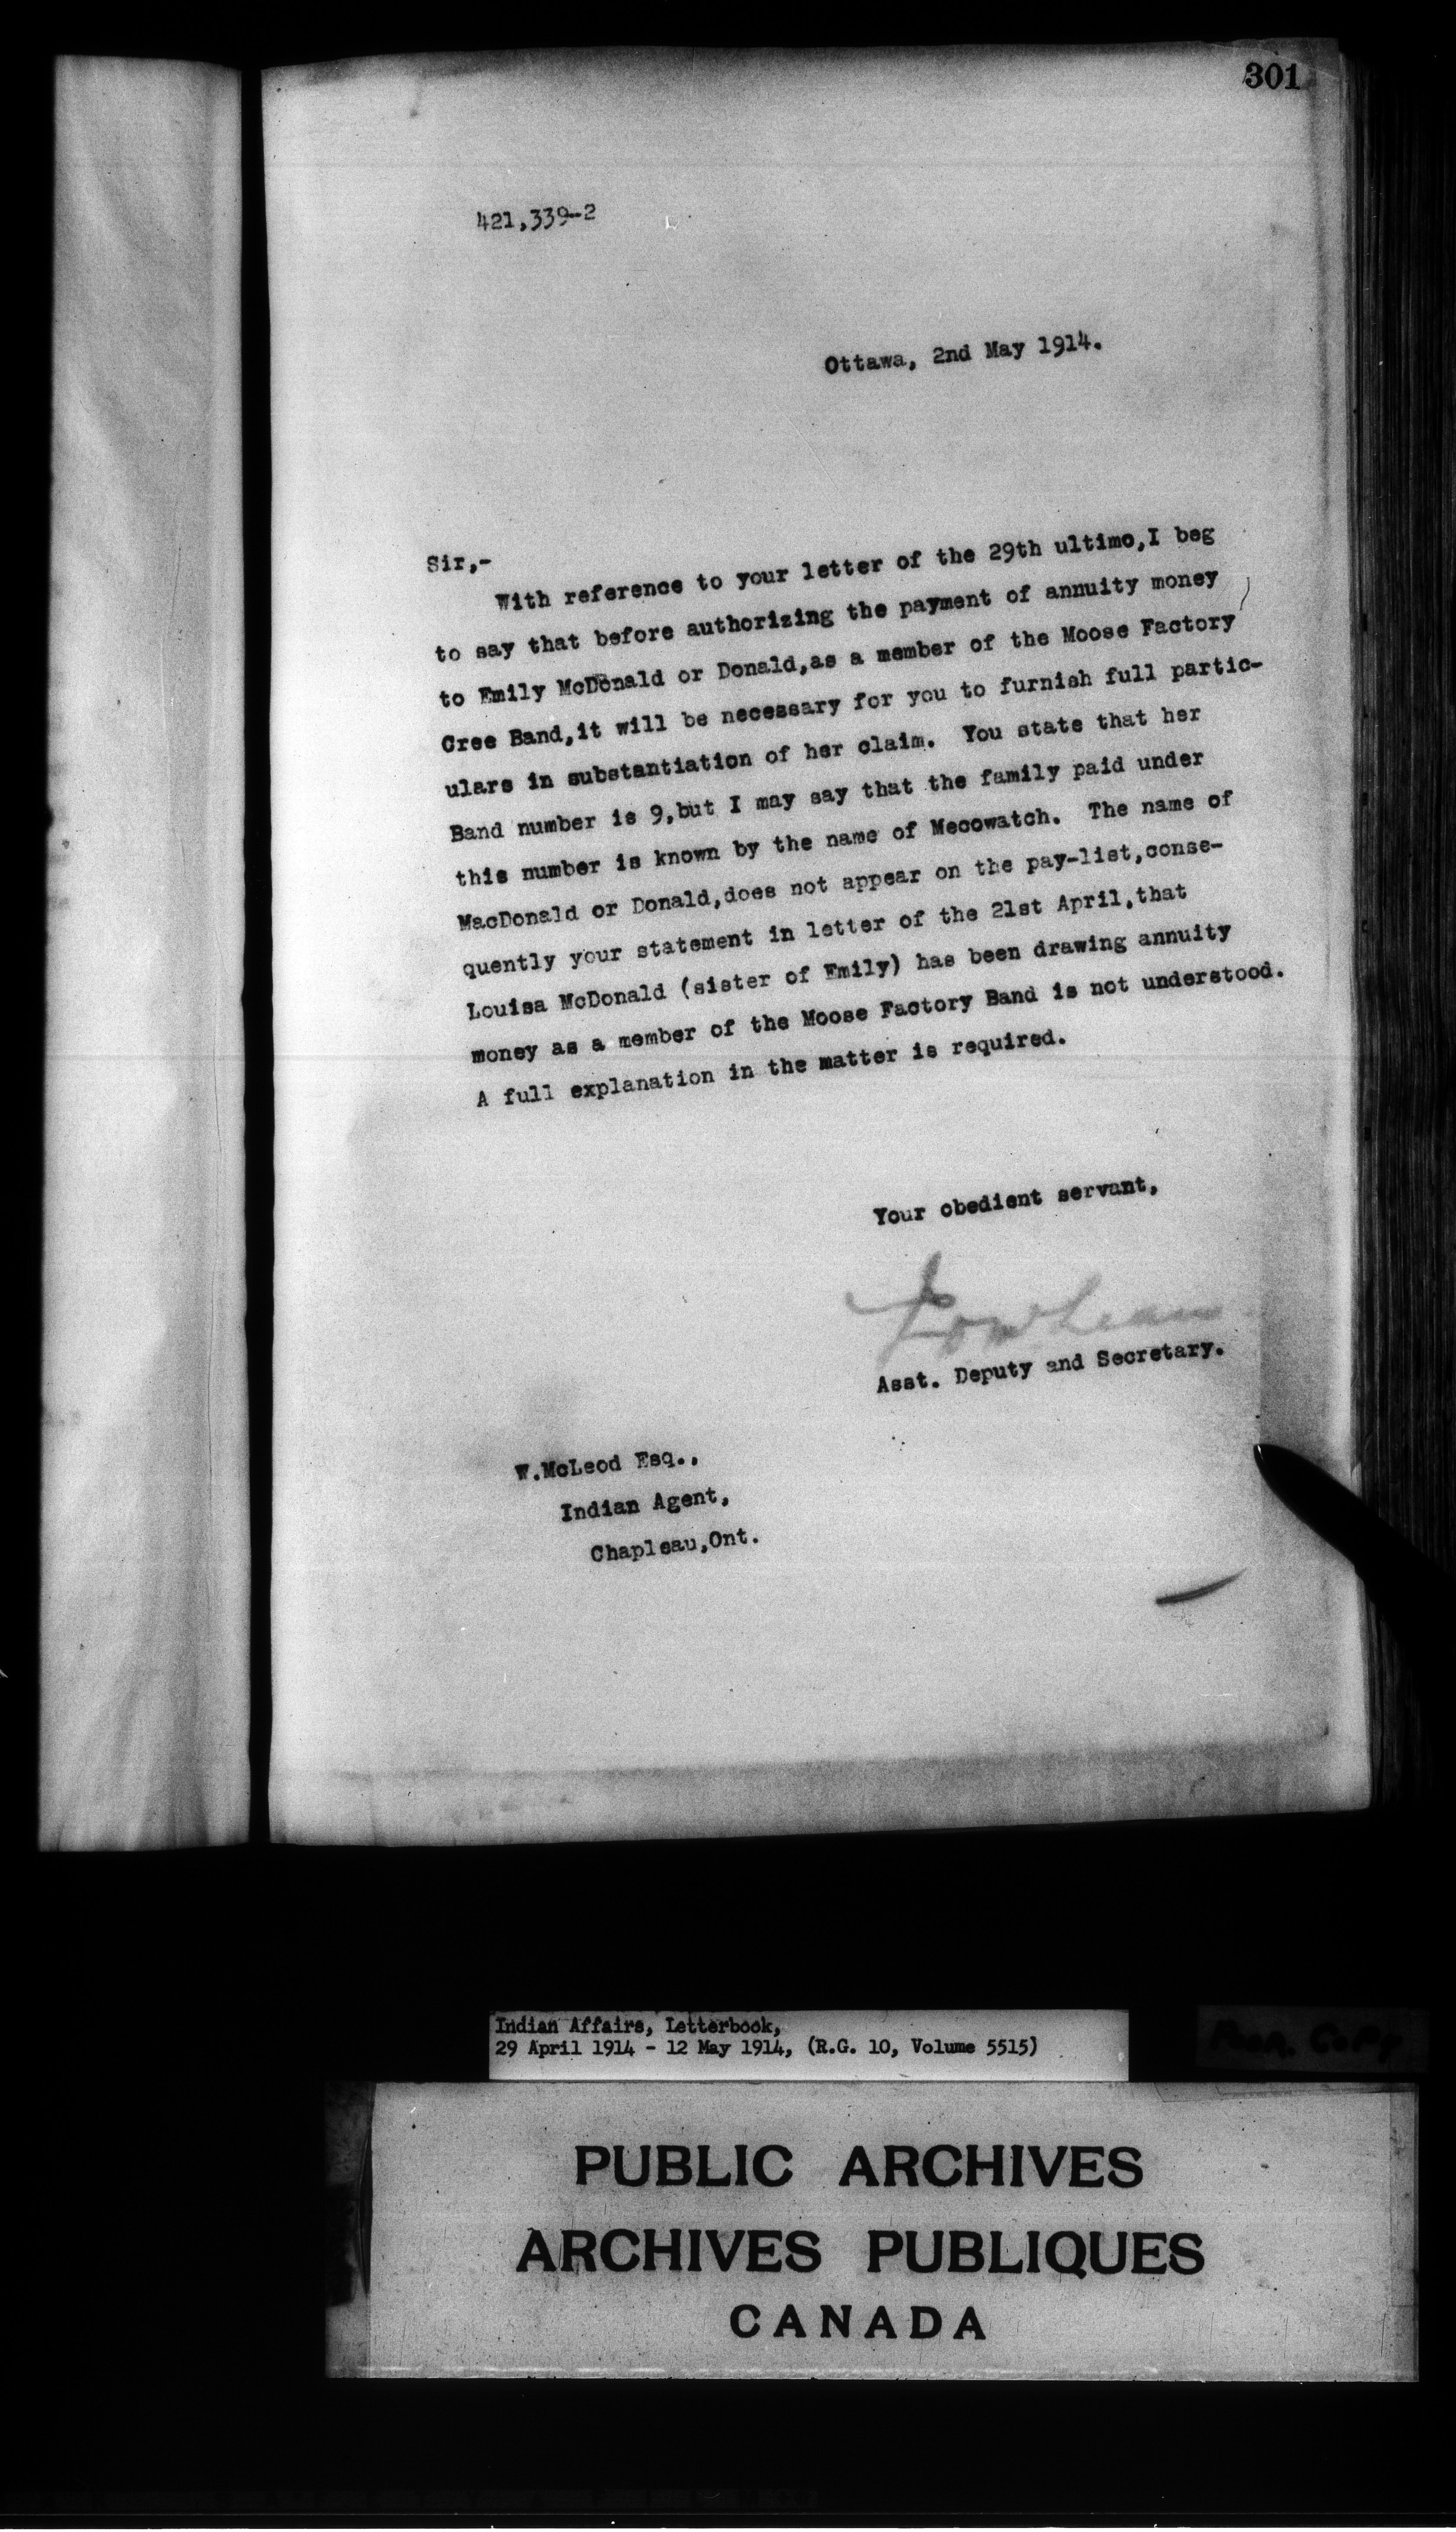 301
421,339-2
Ottawa, 2nd May 1914.
Sir,-
With reference to your letter of the 29th ultimo,I beg
to say that before authorizing the payment of annuity money
to Emily McDonald or Donald,as a member of the Moose Factory
Cree Band,it will be necessary for you to furnish full partic-
ulars in substantiation of her claim. You state that her
Band number is 9,but I may say that the family paid under
this number is known by the name of Mecowatch. The name of
MacDonald or Donald,does not appear on the pay-list,conse-
quently your statement in letter of the 21st April,that
Louisa McDonald (sister of Emily) has been drawing annuity
money as a member of the Moose Factory Band is not understood.
A full explanation in the matter is required.
Your obedient servant,
Asst. Deputy and Secretary.
W.McLeod Esq.,
Indian Agent,
Chapleau,Ont.
Indian Affairs, Letterbook,
29 April 1914 - 12 May 1914, (R.G. 10, Volume 5515)
Poor Copy
PUBLIC ARCHIVES
ARCHIVES PUBLIQUES
CANADA